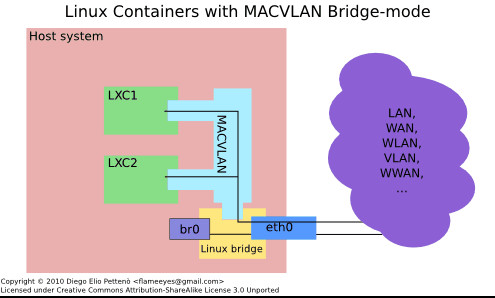 Linux Containers with MACVLAN Bridge-mode
Host system
LXC1
MACVLAN
LXC2
br0
eth0
Linux bridge
LAN,
WAN,
WLAN,
VLAN,
WWAN,
...
Copyright © 2010 Diego Elio Pettenò <flameeyes@gmail.com>
Licensed under Creative Commons Attribution-ShareAlike License 3.0 Unported